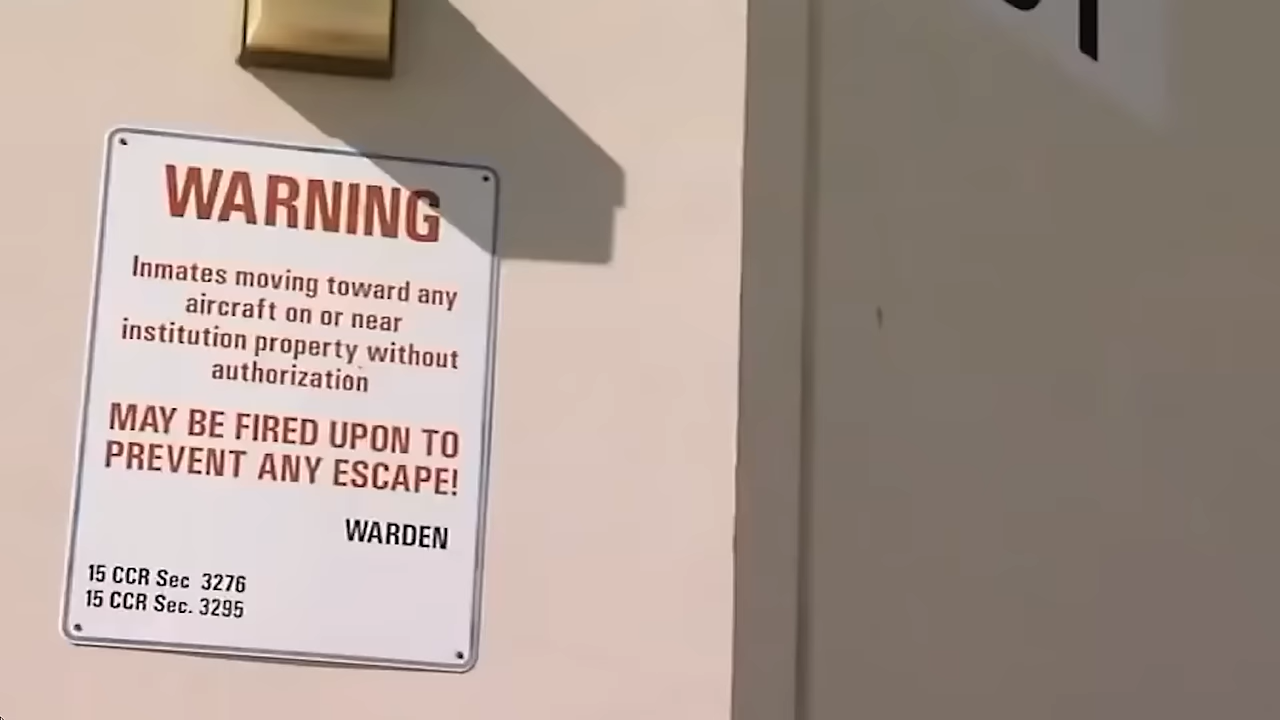 WARNING
Inmates moving toward any
aircraft on or near
institution property without
authorization
MAY BE FIRED UPON TO
PREVENT ANY ESCAPE!
WARDEN
15 CCR Sec 3276
15 CCR Sec. 3295